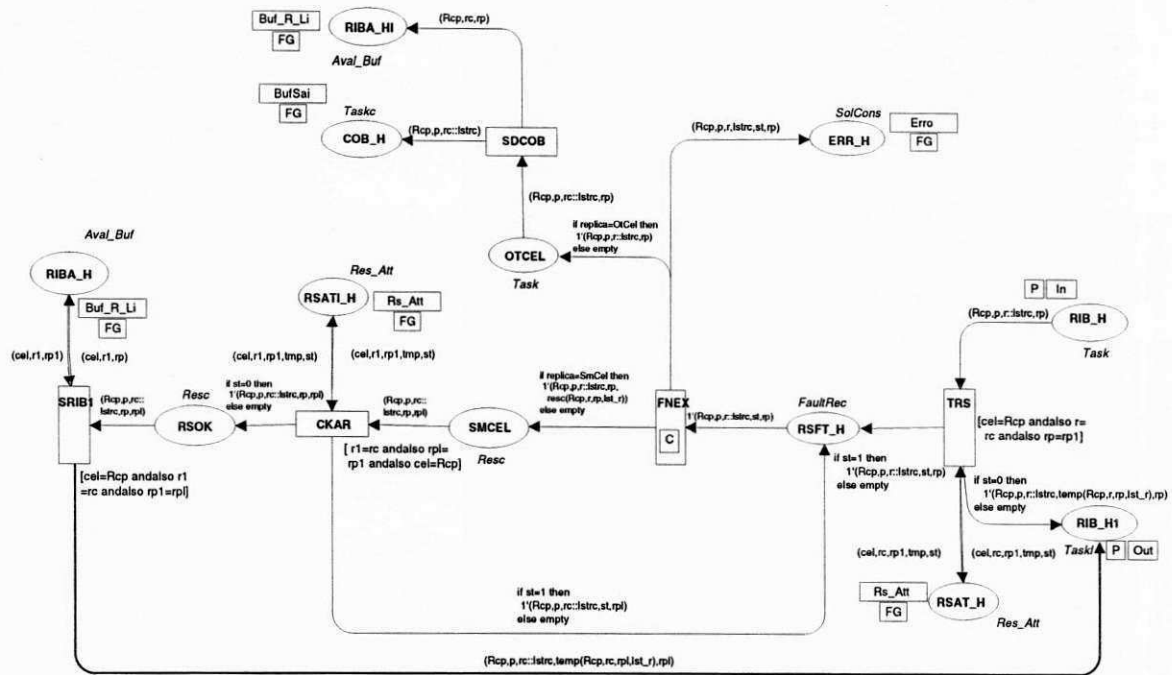 Buf_R_Li
FG
RIBA_HI
(Rcp,rc,rp)
Aval_Buf
BufSai
FG
Taskc
COB_H
(Rcp,p,rc::lstrc)
SDCOB
(Rcp,p,r,lstrc,st,rp)
SolCons
ERR_H
Erro
FG
(Rcp,p,rc::lstrc,rp)
if replica=OtCel then
1'(Rcp,p,r::lstrc,rp)
else empty
OTCEL
Task
Aval_Buf
RIBA_H
Buf_R_Li
FG
(cel,r1,rp1)
(cel,r1,rp)
Res_Att
RSATI_H
Rs_Att
FG
(cel,r1,rp1,tmp,st)
(cel,r1,rp1,tmp,st)
P
In
(Rcp,p,r::lstrc,rp)
RIB_H
Task
SRIB1
(Rcp,p,rc::
lstrc,rp,rpl)
Resc
RSOK
if st=0 then
1'(Rcp,p,rc::lstrc,rp,rpl)
else empty
CKAR
(Rcp,p,rc::
lstrc,rp,rpl)
SMCEL
Resc
if replica=SmCel then
1'(Rcp,p,r::lstrc,rp,
resc(Rcp,r,rp,lst_r))
else empty
FNEX
C
1'(Rcp,p,r::lstrc,st,rp)
FaultRec
RSFT_H
TRS
[cel=Rcp andalso r=
rc andalso rp=rp1]
[ r1=rc andalso rpl=
rp1 andalso cel=Rcp]
[cel=Rcp andalso r1
=rc andalso rp1=rpl]
if st=1 then
1'(Rcp,p,r::lstrc,st,rp)
else empty
if st=0 then
1'(Rcp,p,r::lstrc,temp(Rcp,r,rp,lst_r),rp)
else empty
RIB_H1
Taskl
P
Out
(cel,rc,rp1,tmp,st)
(cel,rc,rp1,tmp,st)
Rs_Att
FG
RSAT_H
Res_Att
if st=1 then
1'(Rcp,p,rc::lstrc,st,rpl)
else empty
(Rcp,p,rc::lstrc,temp(Rcp,rc,rpl,lst_r),rpl)